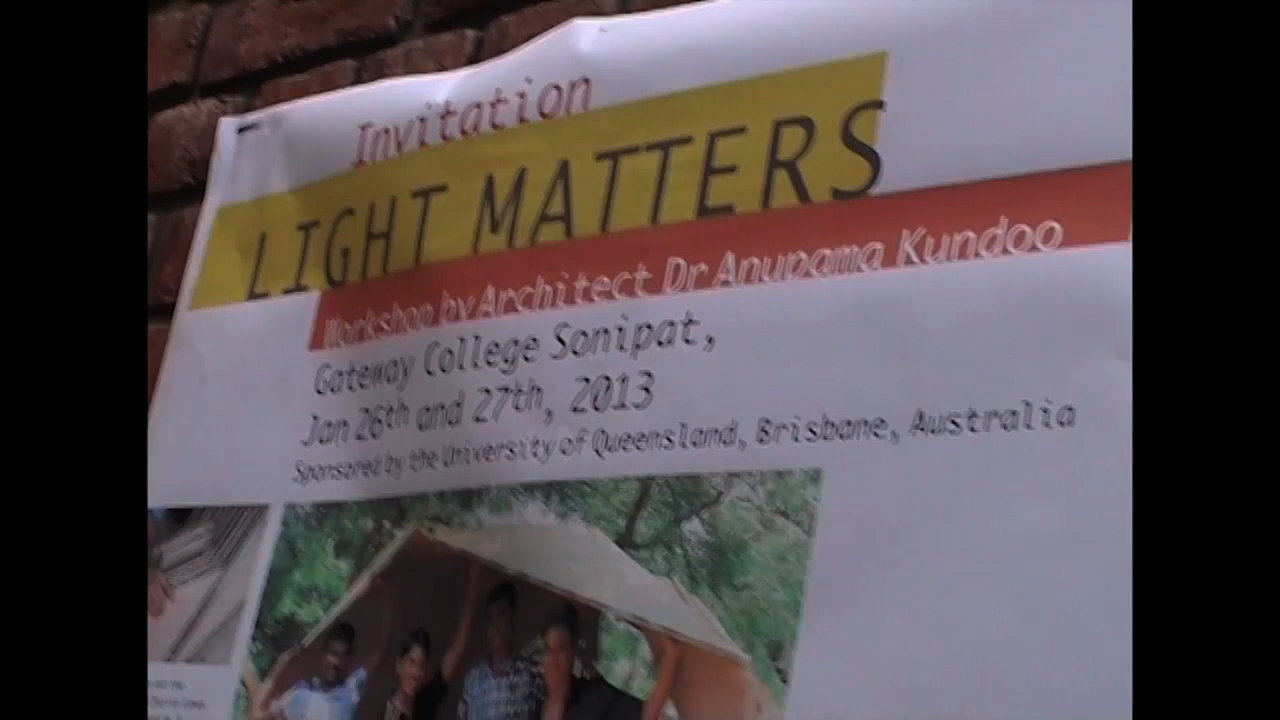 Invitation
LIGHT MATTERS
Workshop by Architect Dr Anupama Kundoo
Gateway College Sonipat,
Jan 26th and 27th, 2013
Sponsored by the University of Queensland, Brisbane, Australia